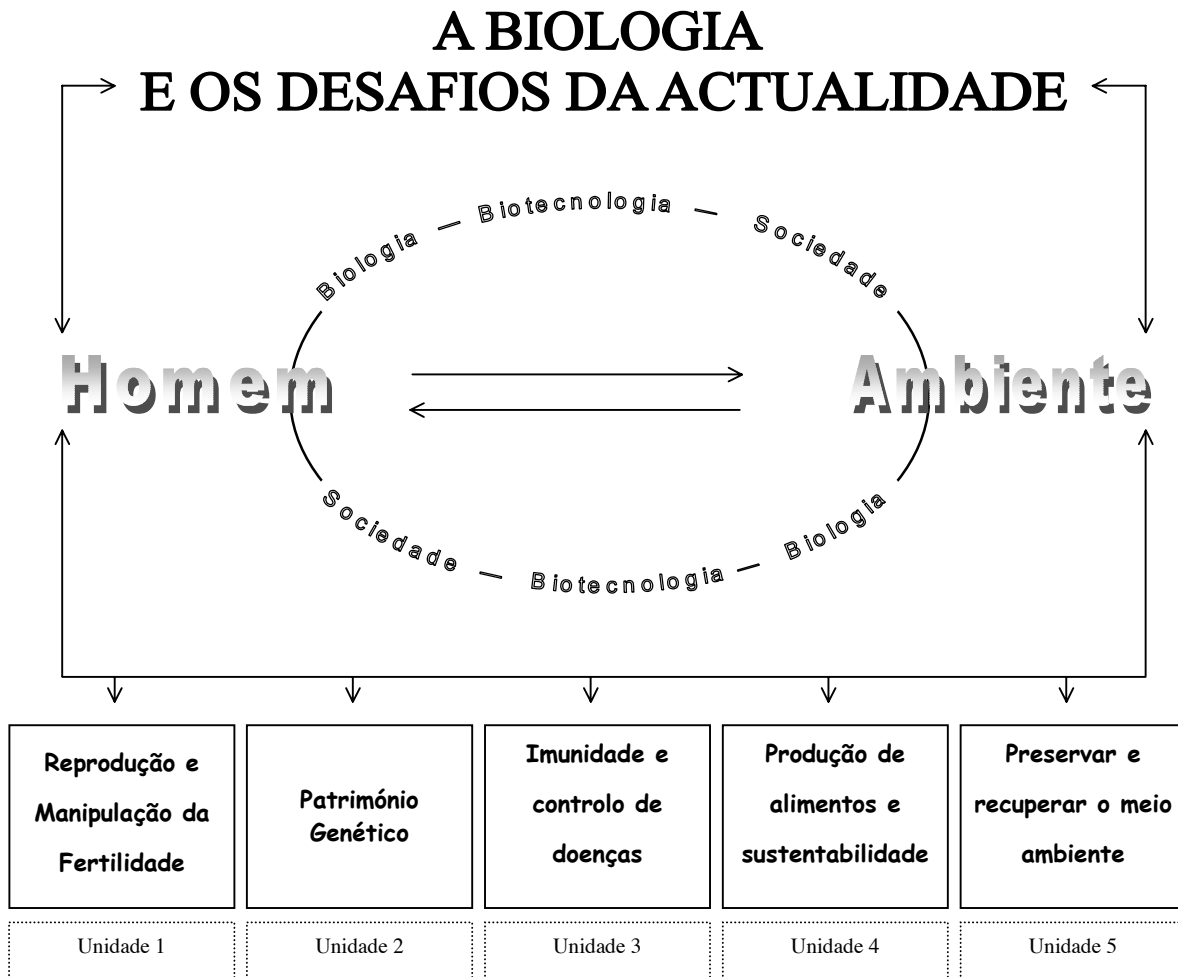 A BIOLOGIA
E OS DESAFIOS DA ACTUALIDADE
Biologia — Biotecnologia — Sociedade
Homem
Ambiente
Sociedade — Biotecnologia — Biologia
Reprodução e
Manipulação da
Fertilidade
Património
Genético
Imunidade e
controlo de
doenças
Produção de
alimentos e
sustentabilidade
Preservar e
recuperar o meio
ambiente
Unidade 1
Unidade 2
Unidade 3
Unidade 4
Unidade 5